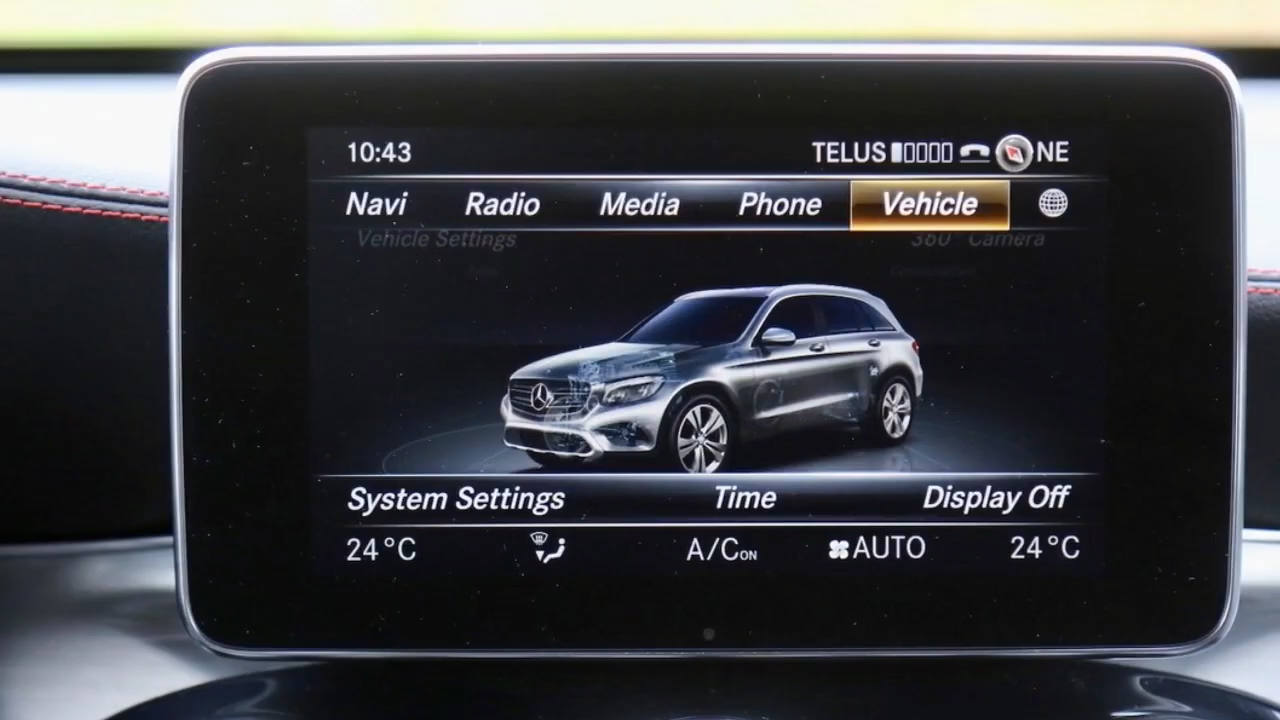 10:43 TELUS NE
Navi Radio Media Phone Vehicle
Vehicle Settings 360° Camera
System Settings Time Display Off
24°C A/C ON AUTO 24°C